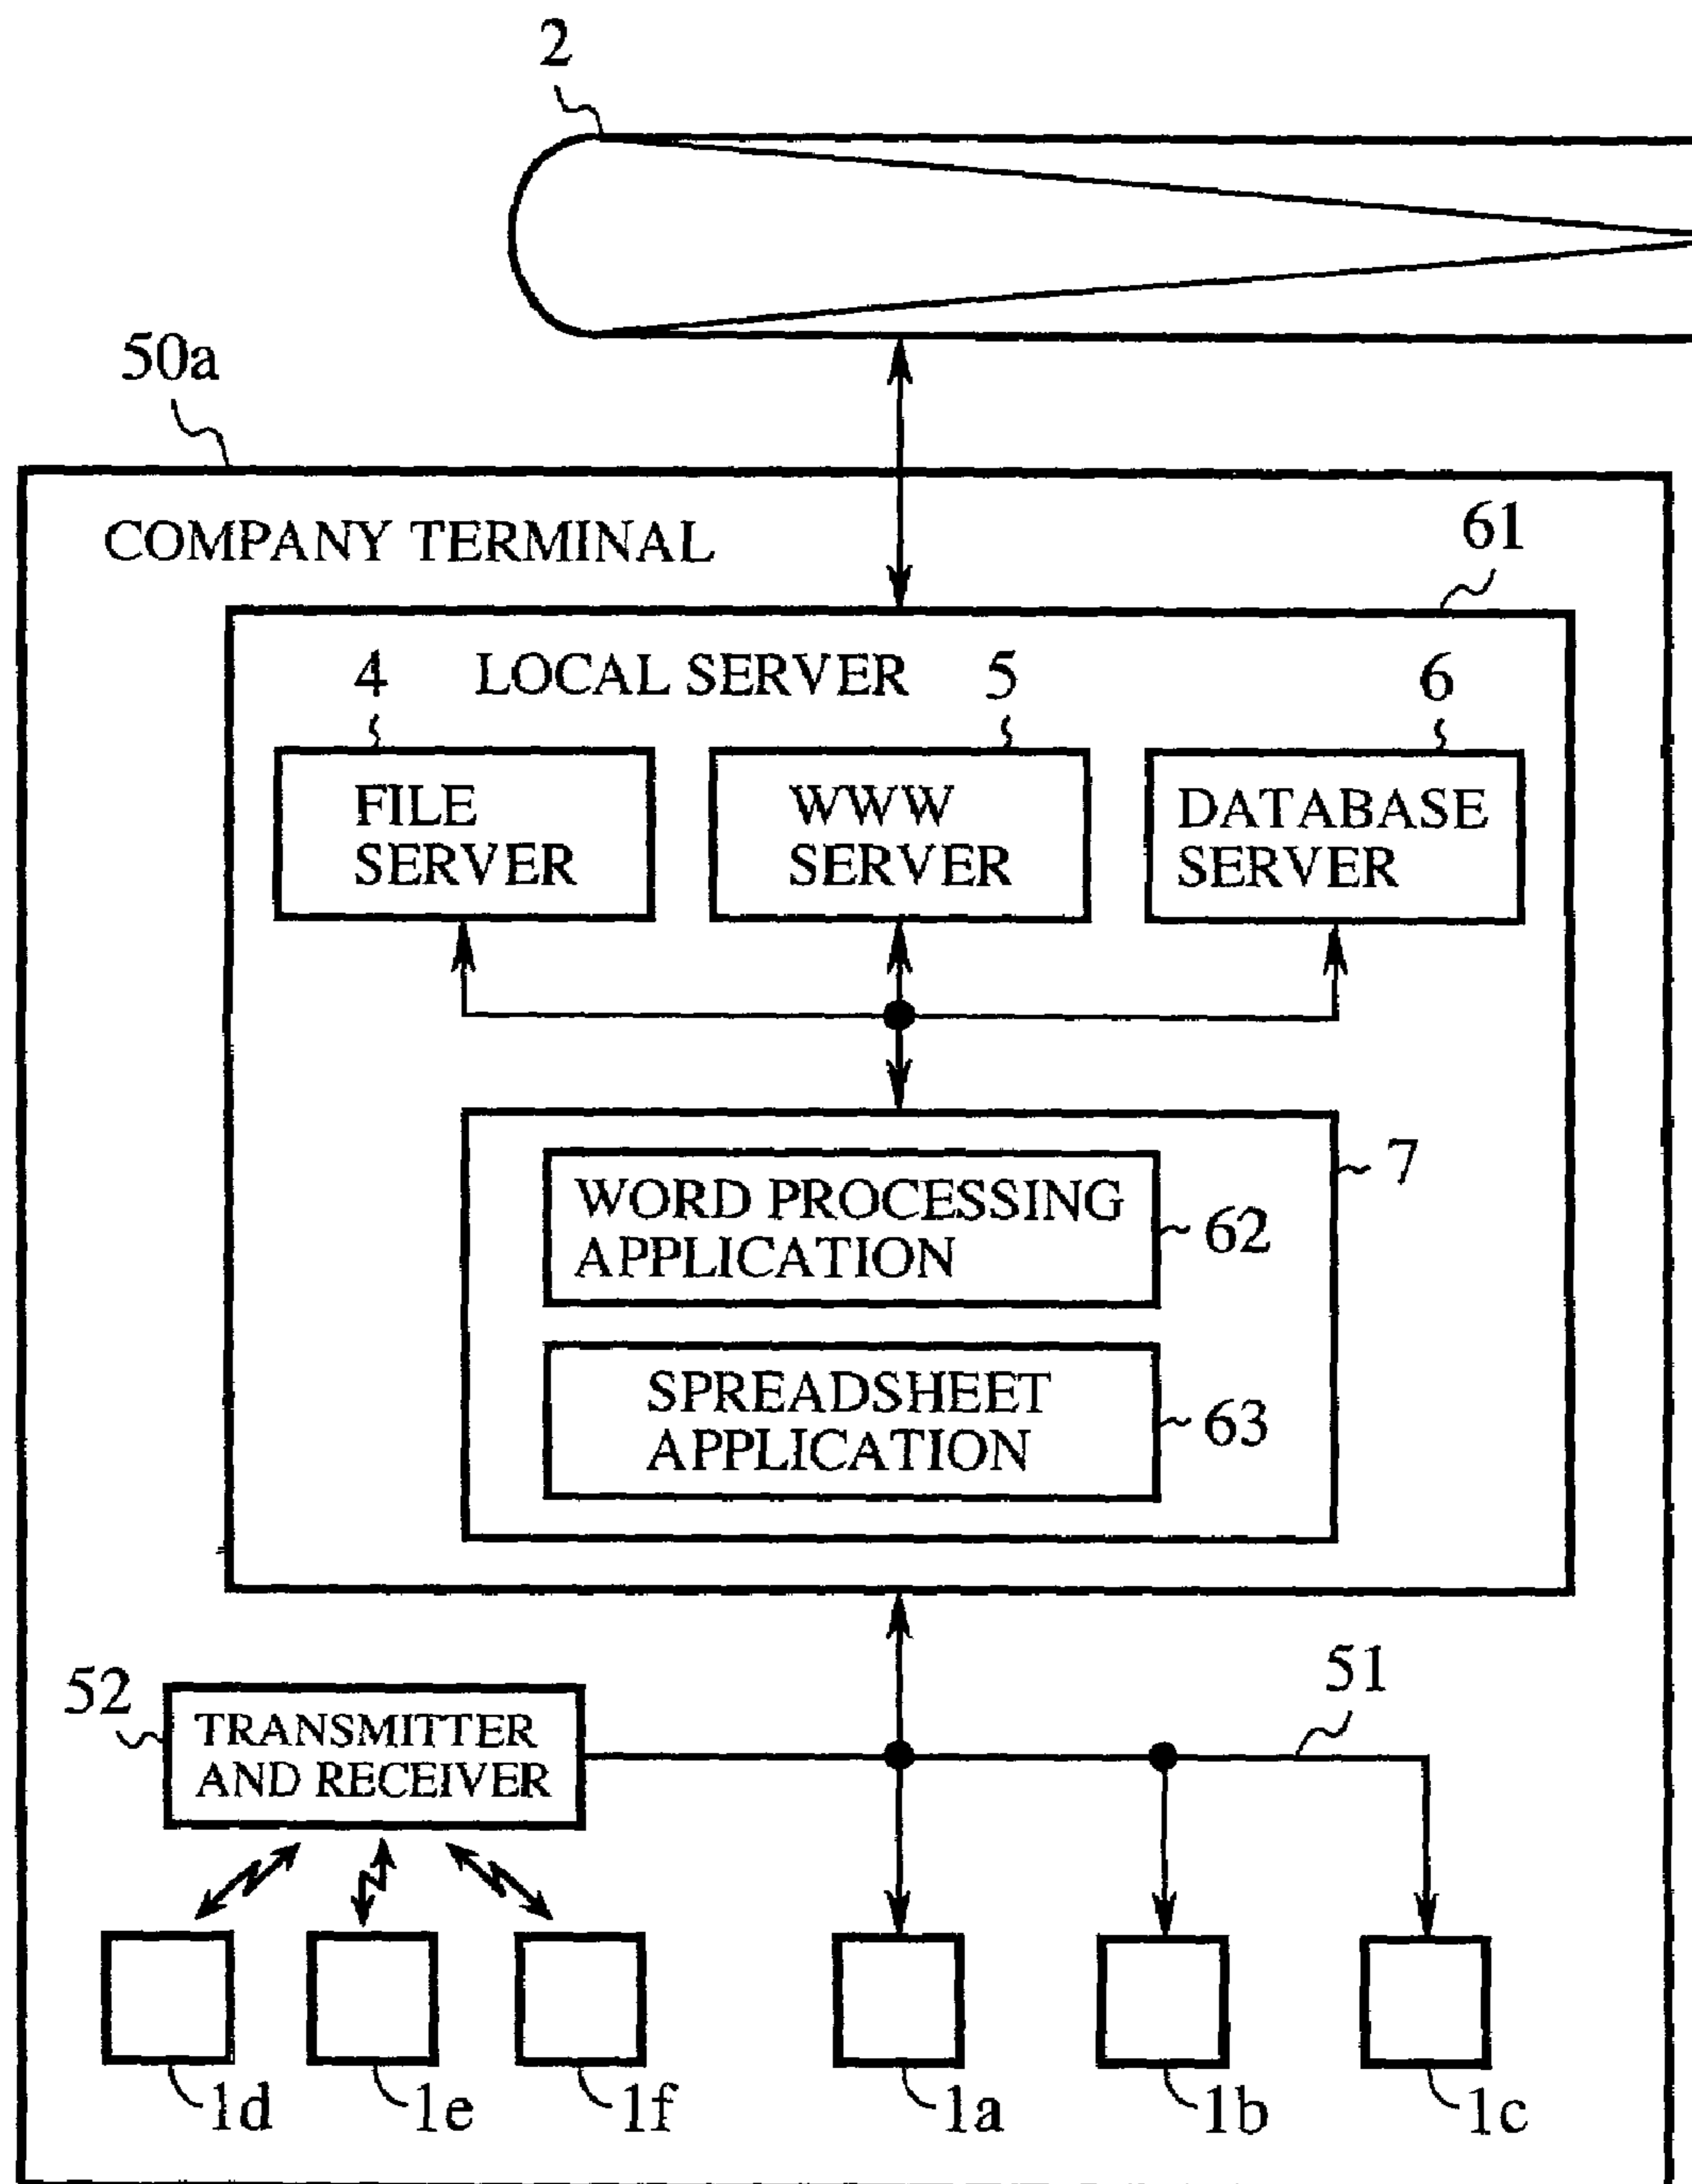 2
50a
COMPANY TERMINAL
61
LOCAL SERVER
4
5
6
FILE
SERVER
WWW
SERVER
DATABASE
SERVER
7
WORD PROCESSING
APPLICATION
62
SPREADSHEET
APPLICATION
63
52
TRANSMITTER
AND RECEIVER
51
1d
1e
1f
1a
1b
1c